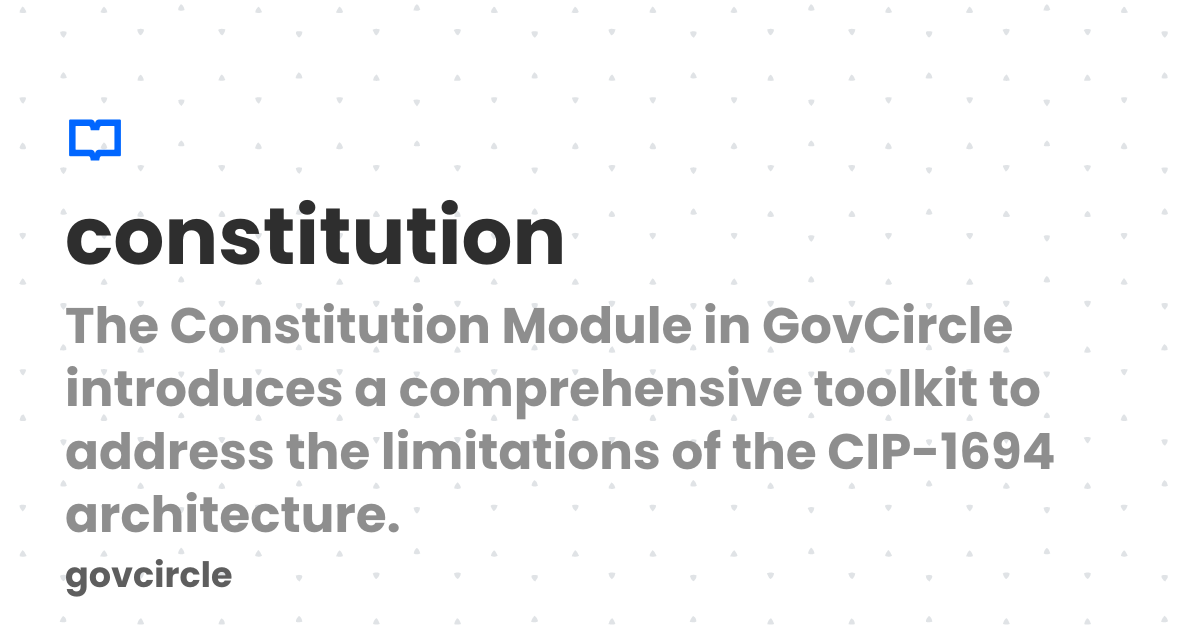 constitution
The Constitution Module in GovCircle
introduces a comprehensive toolkit to
address the limitations of the CIP-1694
architecture.
govcircle